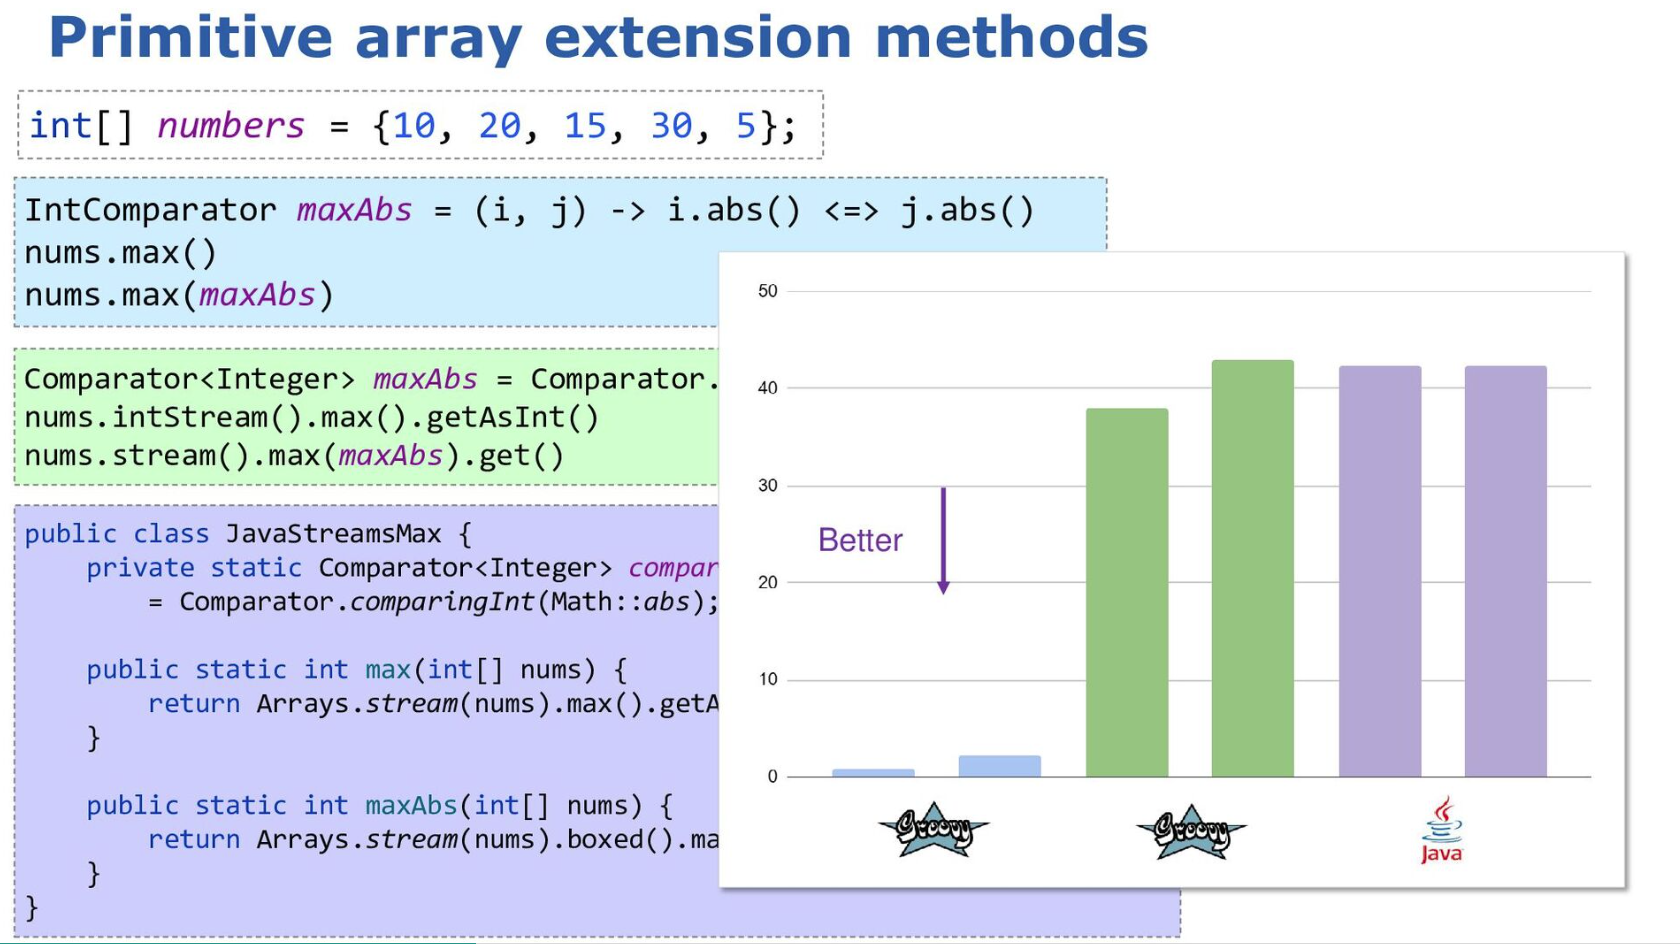 Primitive array extension methods
int[] numbers = {10, 20, 15, 30, 5};
IntComparator maxAbs = (i, j) -> i.abs() <=> j.abs()
nums.max()
nums.max(maxAbs)
Comparator<Integer> maxAbs = Comparator.
nums.intStream().max().getAsInt()
nums.stream().max(maxAbs).get()
public class JavaStreamsMax {
    private static Comparator<Integer> compar
        = Comparator.comparingInt(Math::abs);
    public static int max(int[] nums) {
        return Arrays.stream(nums).max().getA
    }
    public static int maxAbs(int[] nums) {
        return Arrays.stream(nums).boxed().ma
    }
}
50
40
30
20
10
0
Better
Groovy
Groovy
Java